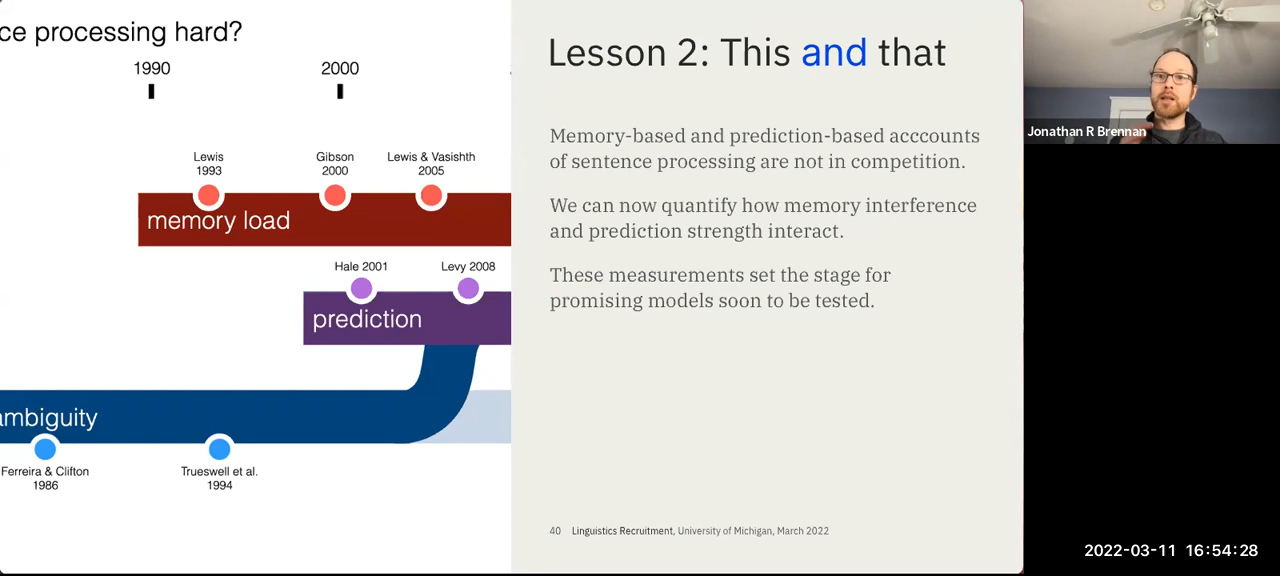 ce processing hard?
1990
2000
Lewis
1993
Gibson
2000
Lewis & Vasishth
2005
memory load
Hale 2001
Levy 2008
prediction
ambiguity
Ferreira & Clifton
1986
Trueswell et al.
1994
Lesson 2: This and that
Memory-based and prediction-based acccounts
of sentence processing are not in competition.
We can now quantify how memory interference
and prediction strength interact.
These measurements set the stage for
promising models soon to be tested.
40 Linguistics Recruitment, University of Michigan, March 2022
Jonathan R Brennan
2022-03-11 16:54:28